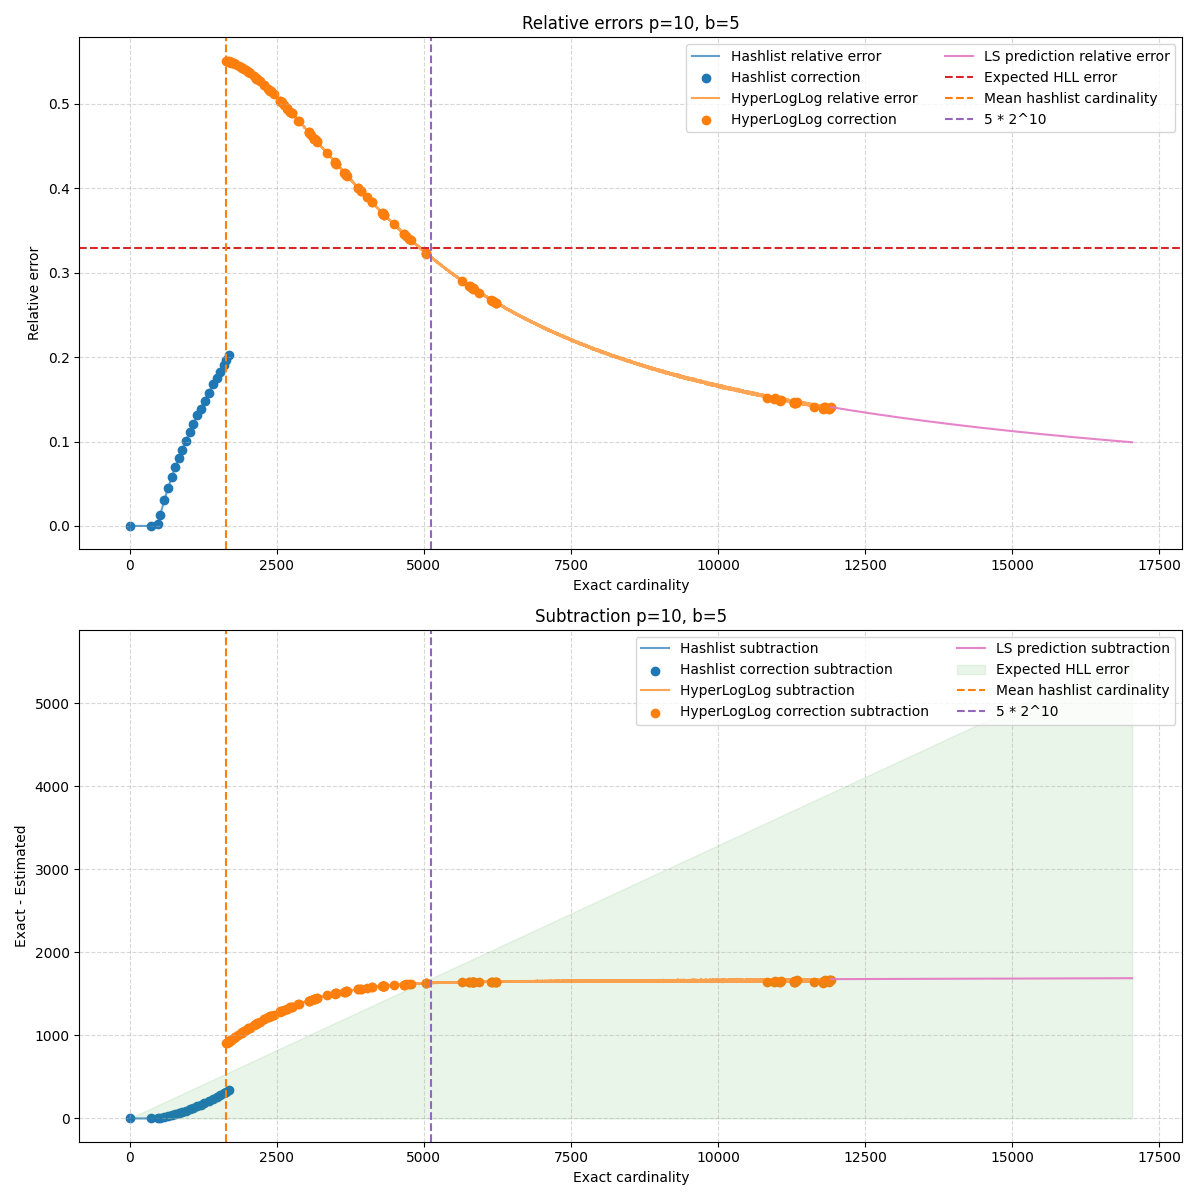 Relative errors p=10, b=5
Hashlist relative error
Hashlist correction
HyperLogLog relative error
HyperLogLog correction
LS prediction relative error
Expected HLL error
Mean hashlist cardinality
5 * 2^10
Relative error
0.5
0.4
0.3
0.2
0.1
0.0
0
2500
5000
7500
10000
12500
15000
17500
Exact cardinality
Subtraction p=10, b=5
Hashlist subtraction
Hashlist correction subtraction
HyperLogLog subtraction
HyperLogLog correction subtraction
LS prediction subtraction
Expected HLL error
Mean hashlist cardinality
5 * 2^10
Exact - Estimated
5000
4000
3000
2000
1000
0
0
2500
5000
7500
10000
12500
15000
17500
Exact cardinality